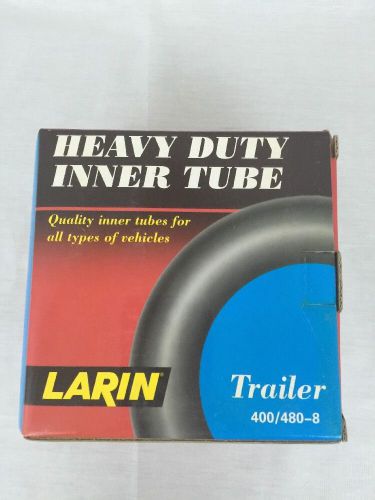 HEAVY DUTY
INNER TUBE
Quality inner tubes for
all types of vehicles
LARIN
Trailer
400/480-8